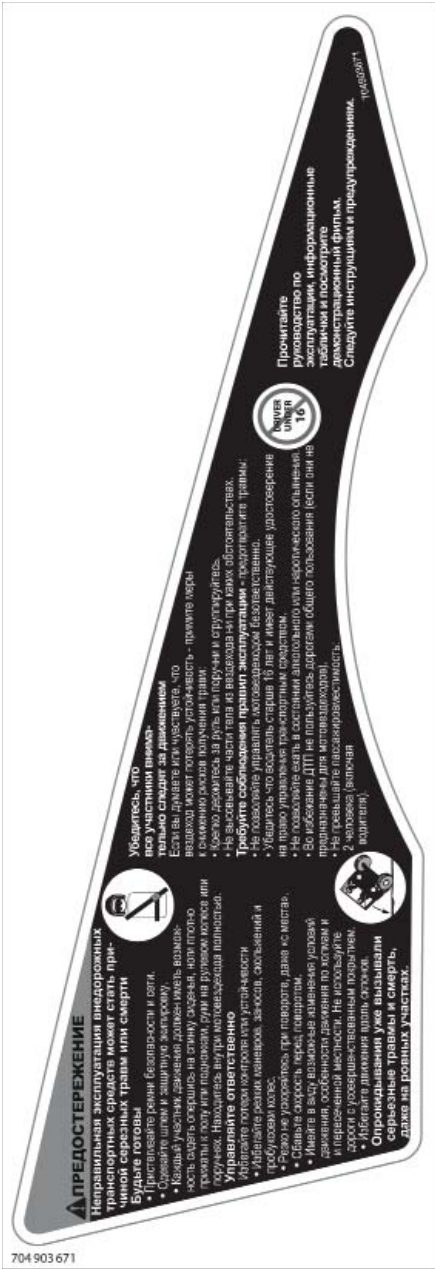 ⚠ПРЕДОСТЕРЕЖЕНИЕ
Неправильная эксплуатация внедорожных
транспортных средств может стать при-
чиной серезных травм или смерти
Будьте готовы
• Пристегивайте ремни безопасности и сети.
• Одевайте шлем и защитную экипировку.
• Каждый участник движения должен иметь возмож-
ность сидеть опершись на спинку сиденья, ноги плотно
прижаты к полу или подножкам, руки на рулевом колесе или
поручнях. Находитесь внутри мотовездехода полностью.
Управляйте ответственно
Избегайте потери контроля или устойчивости
• Избегайте резких маневров, заносов, скольжений и
пробуксовки колес.
• Резко не ускоряйтесь при повороте, даже «с места».
• Сбавьте скорость перед поворотом.
• Имейте в виду возможные изменения условий
движения, особенности движения по холмам и
пересеченной местности. Не используйте
дороги с усовершенствованным покрытием.
• Избегайте движения вдоль склонов.
Опрокидывания уже вызывали
серьезные травмы и смерть,
даже на ровных участках.
Убедитесь, что
все участники внима-
тельно следят за движением
Если вы думаете или чувствуете, что
вездеход может потерять устойчивость - примите меры
к снижению рисков получения травм:
• Крепко держитесь за руль или поручни и сгруппируйтесь.
• Не высовывайте части тела из вездехода ни при каких обстоятельствах.
Требуйте соблюдения правил эксплуатации - предотвратите травмы:
• Не позволяйте управлять мотовездеходом безответственно.
• Убедитесь что водитель старше 16 лет и имеет действующее удостоверение
на право управления транспортным средством.
• Не позволяйте ехать в состоянии алкогольного или наркотического опьянения.
• Во избежание ДТП не пользуйтесь дорогами общего пользования (если они не
предназначены для мотовездеходов).
• Не превышайте пассажировместимость:
2 человека (включая
водителя).
DRIVER
UNDER
16
Прочитайте
руководство по
эксплуатации, информационные
таблички и посмотрите
демонстрационный фильм.
Следуйте инструкциям и предупреждениям.
704903671
704 903 671